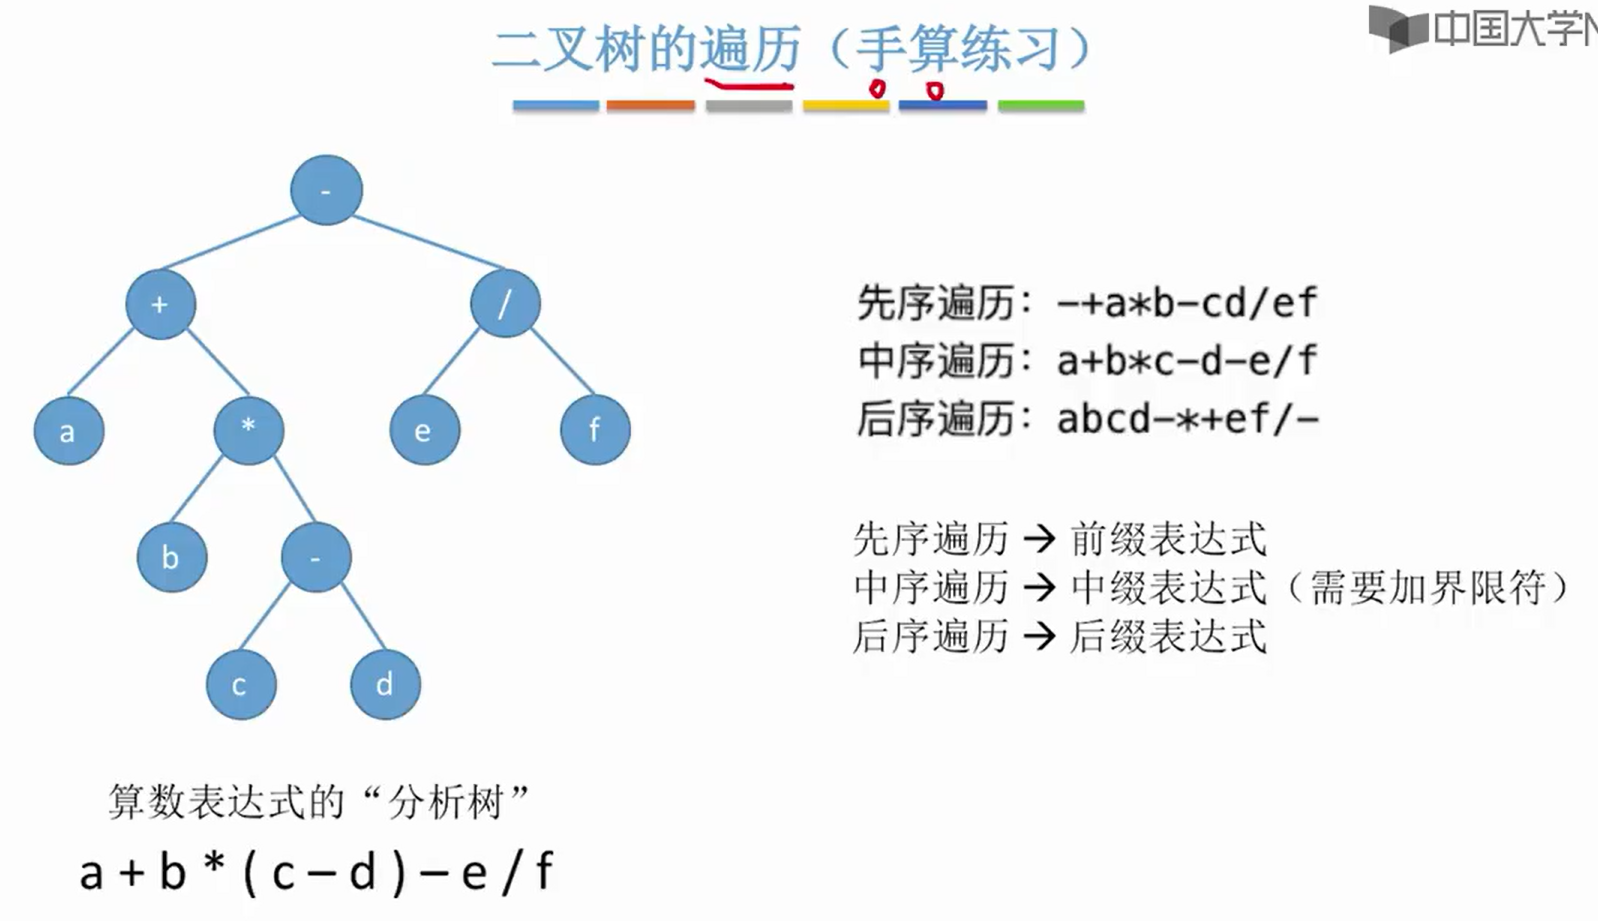 中国大学
二叉树的遍历（手算练习）
-
+
/
a
*
e
f
b
-
c
d
先序遍历：-+a*b-cd/ef
中序遍历：a+b*c-d-e/f
后序遍历：abcd-*+ef/-
先序遍历 → 前缀表达式
中序遍历 → 中缀表达式（需要加界限符）
后序遍历 → 后缀表达式
算数表达式的“分析树”
a + b * ( c – d ) – e / f